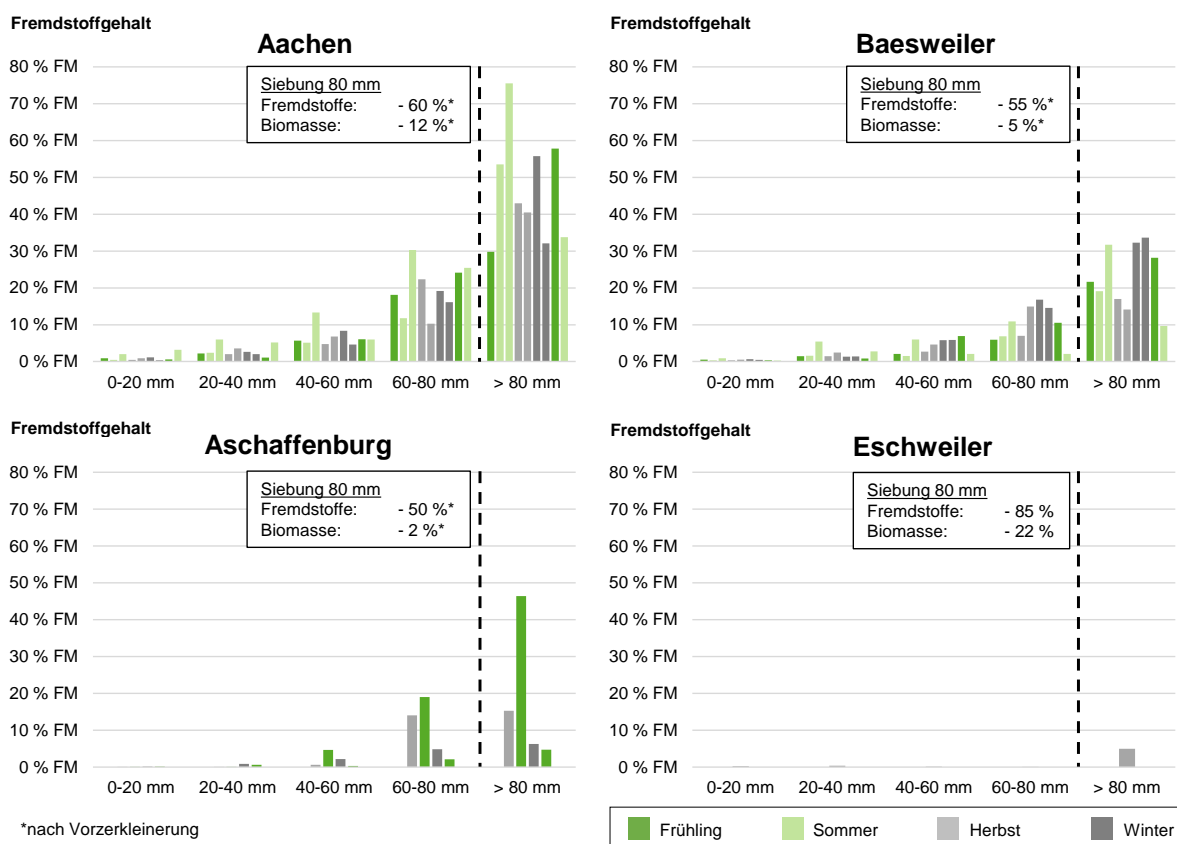 Fremdstoffgehalt
Aachen
80 % FM
70 % FM
60 % FM
50 % FM
40 % FM
30 % FM
20 % FM
10 % FM
0 % FM
Siebung 80 mm
Fremdstoffe: - 60 %*
Biomasse: - 12 %*
0-20 mm 20-40 mm 40-60 mm 60-80 mm > 80 mm
Fremdstoffgehalt
Baesweiler
80 % FM
70 % FM
60 % FM
50 % FM
40 % FM
30 % FM
20 % FM
10 % FM
0 % FM
Siebung 80 mm
Fremdstoffe: - 55 %*
Biomasse: - 5 %*
0-20 mm 20-40 mm 40-60 mm 60-80 mm > 80 mm
Fremdstoffgehalt
Aschaffenburg
80 % FM
70 % FM
60 % FM
50 % FM
40 % FM
30 % FM
20 % FM
10 % FM
0 % FM
Siebung 80 mm
Fremdstoffe: - 50 %*
Biomasse: - 2 %*
0-20 mm 20-40 mm 40-60 mm 60-80 mm > 80 mm
Fremdstoffgehalt
Eschweiler
80 % FM
70 % FM
60 % FM
50 % FM
40 % FM
30 % FM
20 % FM
10 % FM
0 % FM
Siebung 80 mm
Fremdstoffe: - 85 %
Biomasse: - 22 %
0-20 mm 20-40 mm 40-60 mm 60-80 mm > 80 mm
*nach Vorzerkleinerung
Frühling Sommer Herbst Winter